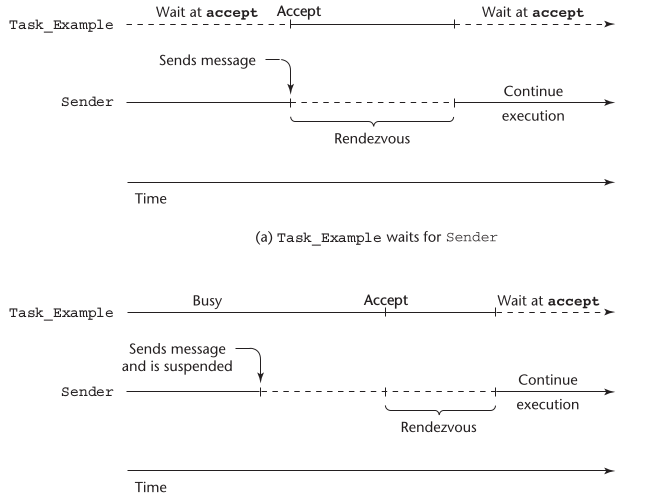 Wait at accept Accept Wait at accept
Task_Example
Sends message
Sender
Continue
execution
Rendezvous
Time
(a) Task_Example waits for Sender
Busy Accept Wait at accept
Task_Example
Sends message
and is suspended
Sender
Continue
execution
Rendezvous
Time